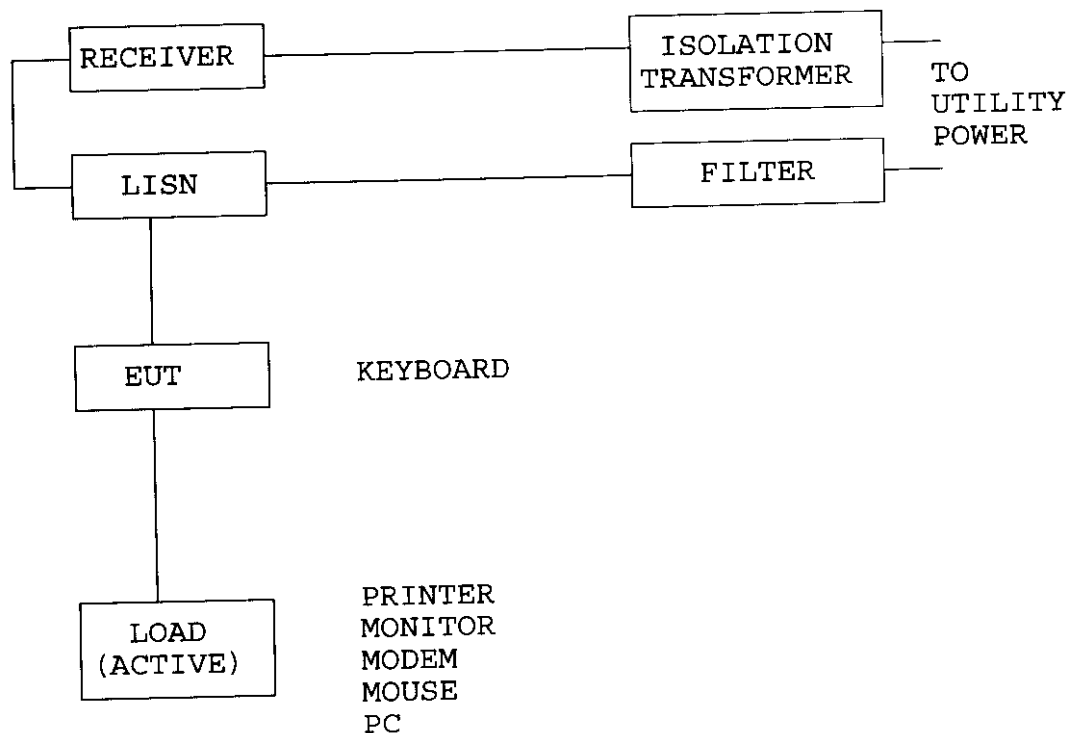 RECEIVER
ISOLATION
TRANSFORMER
TO
UTILITY
POWER
LISN
FILTER
EUT
KEYBOARD
LOAD
(ACTIVE)
PRINTER
MONITOR
MODEM
MOUSE
PC